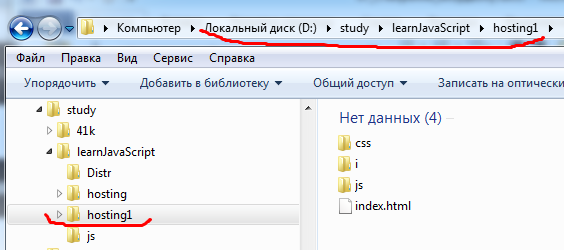 Компьютер Локальный диск (D:) study learnJavaScript hosting1
Файл Правка Вид Сервис Справка
Упорядочить Добавить в библиотеку Общий доступ Записать на оптически
study
41k
learnJavaScript
Distr
hosting
hosting1
js
Нет данных (4)
css
i
js
index.html